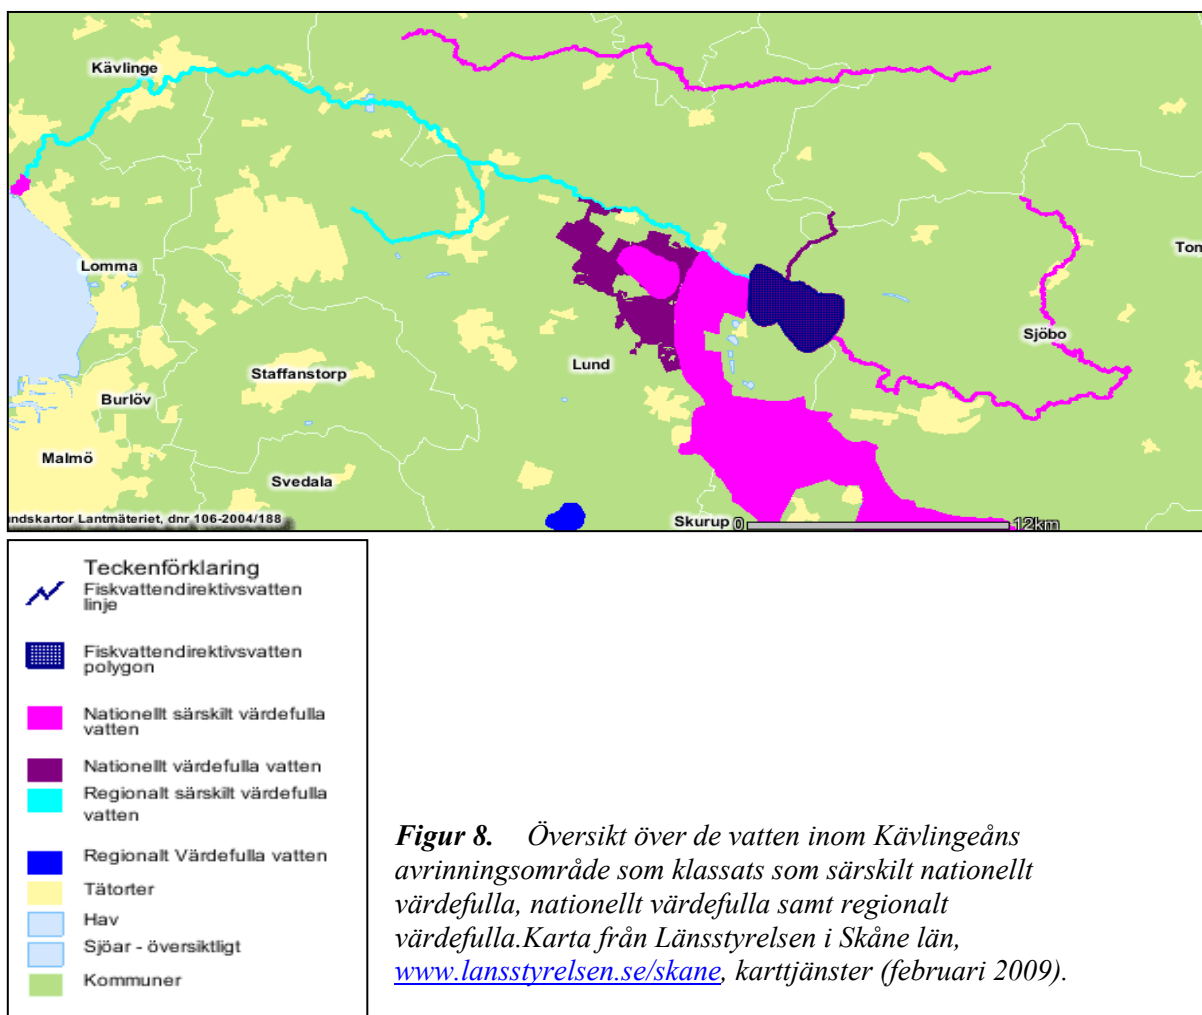 Kävlinge
Lomma
Tom
Sjöbo
Lund
Staffanstorp
Burlöv
Malmö
Svedala
ndskartor Lantmäteriet, dnr 106-2004/188
Skurup 0 12km
Teckenförklaring
Fiskvattendirektivsvatten
linje
Fiskvattendirektivsvatten
polygon
Nationellt särskilt värdefulla
vatten
Nationellt värdefulla vatten
Regionalt särskilt värdefulla
vatten
Regionalt Värdefulla vatten
Tätorter
Hav
Sjöar - översiktligt
Kommuner
Figur 8. Översikt över de vatten inom Kävlingeåns
avrinningsområde som klassats som särskilt nationellt
värdefulla, nationellt värdefulla samt regionalt
värdefulla.Karta från Länsstyrelsen i Skåne län,
www.lansstyrelsen.se/skane, karttjänster (februari 2009).